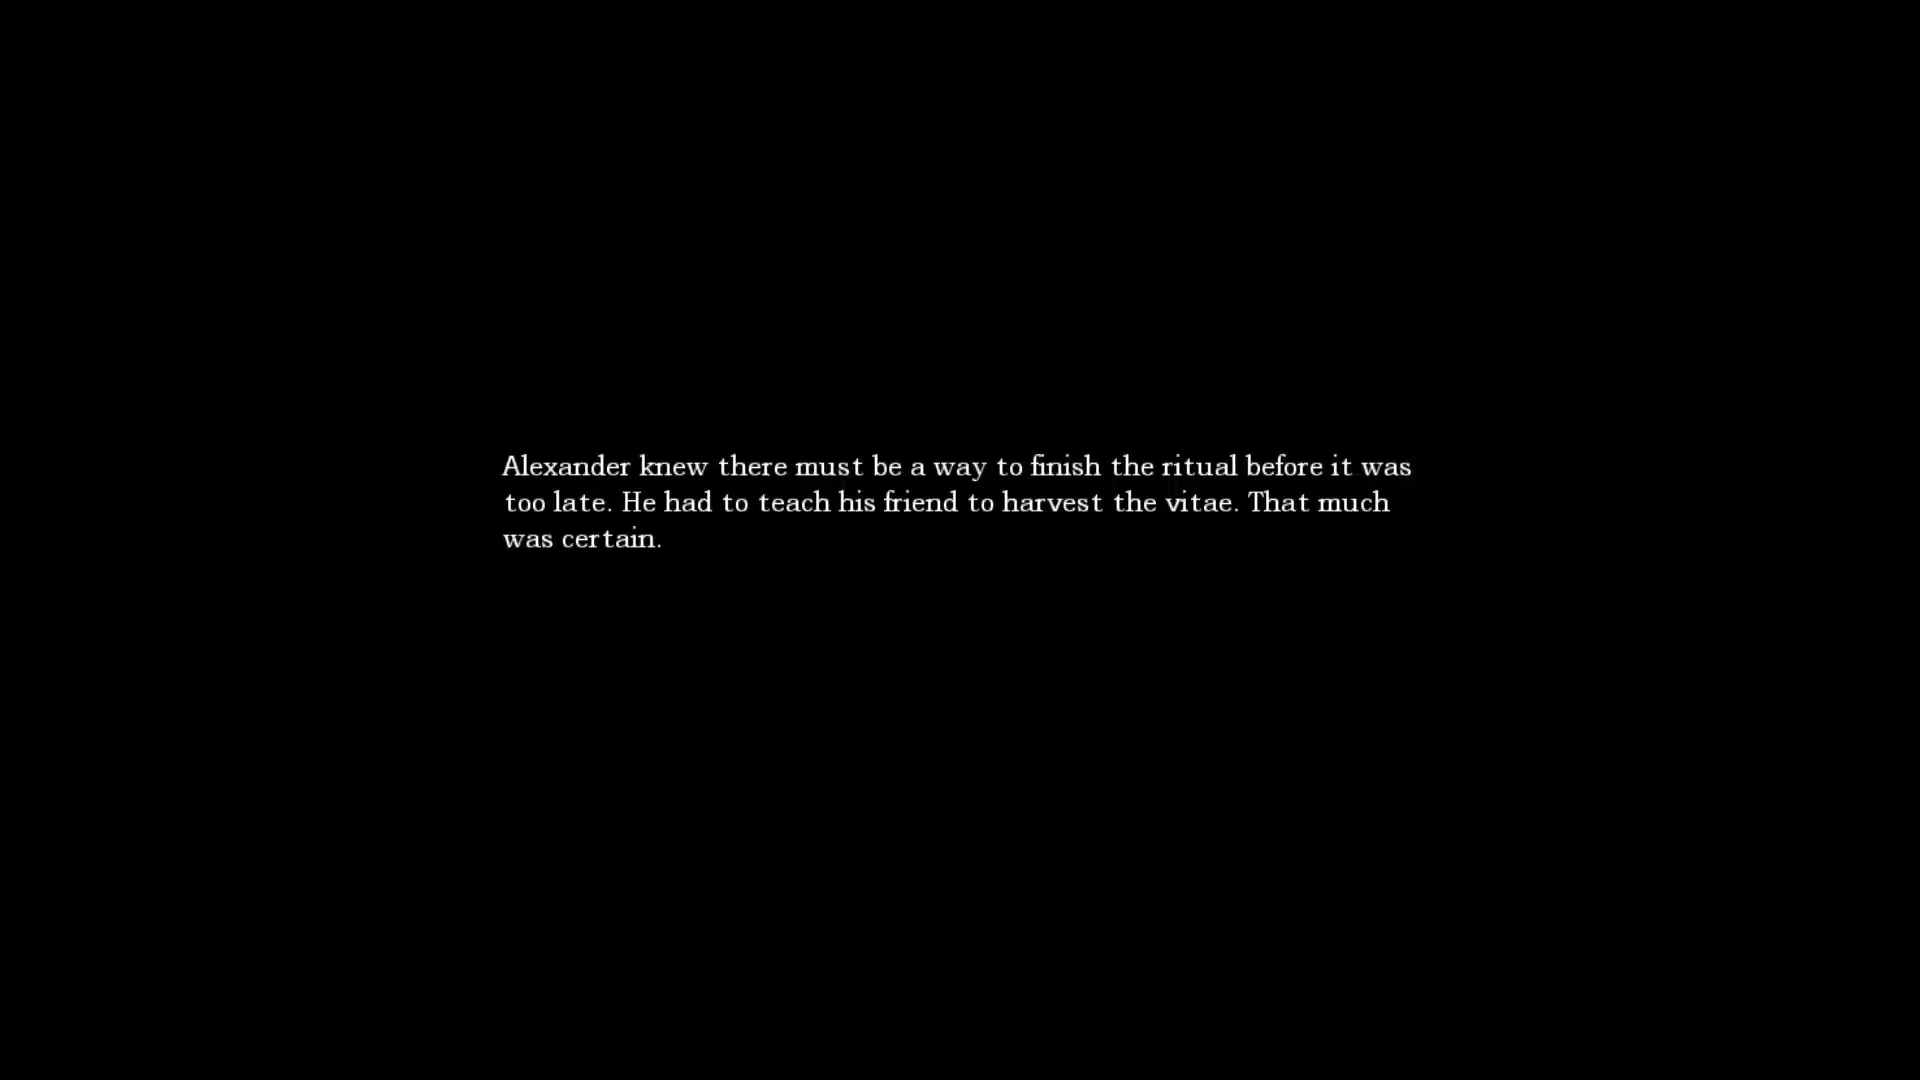 Alexander knew there must be a way to finish the ritual before it was
too late. He had to teach his friend to harvest the vitae. That much
was certain.